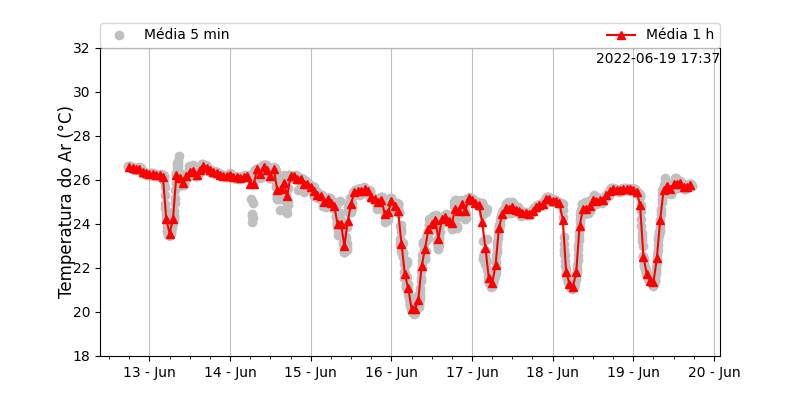 Média 5 min
Média 1 h
2022-06-19 17:37
Temperatura do Ar (°C)
32
30
28
26
24
22
20
18
13 - Jun
14 - Jun
15 - Jun
16 - Jun
17 - Jun
18 - Jun
19 - Jun
20 - Jun